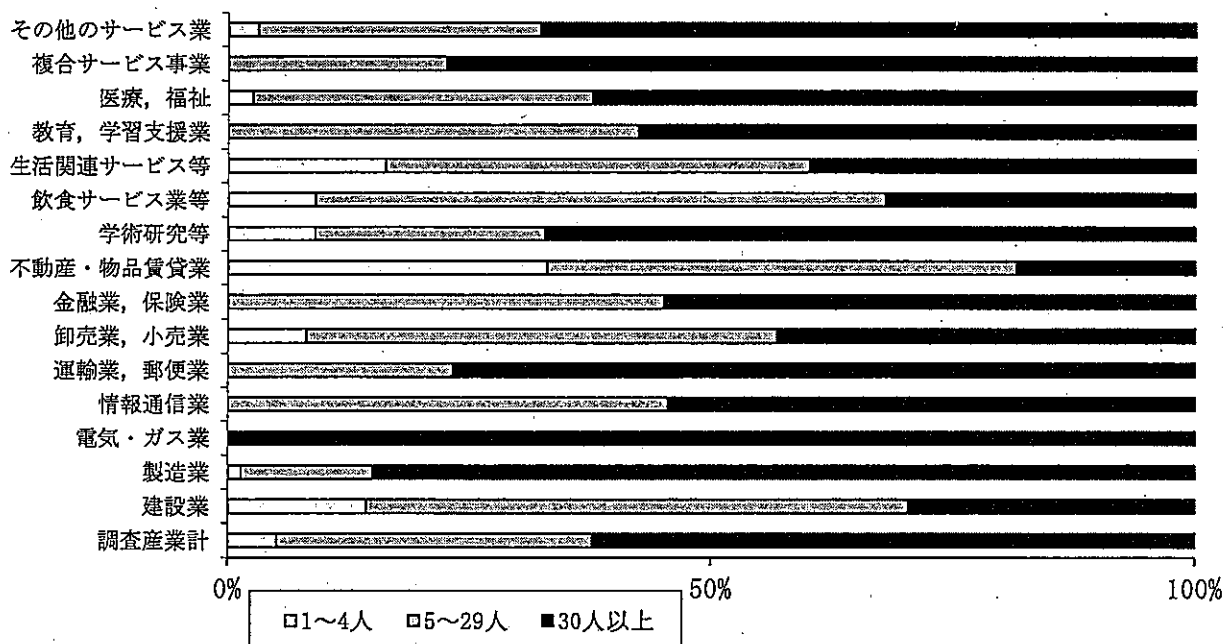 その他のサービス業
複合サービス事業
医療，福祉
教育，学習支援業
生活関連サービス等
飲食サービス業等
学術研究等
不動産・物品賃貸業
金融業，保険業
卸売業，小売業
運輸業，郵便業
情報通信業
電気・ガス業
製造業
建設業
調査産業計
0% 50% 100%
□1～4人 □5～29人 ■30人以上